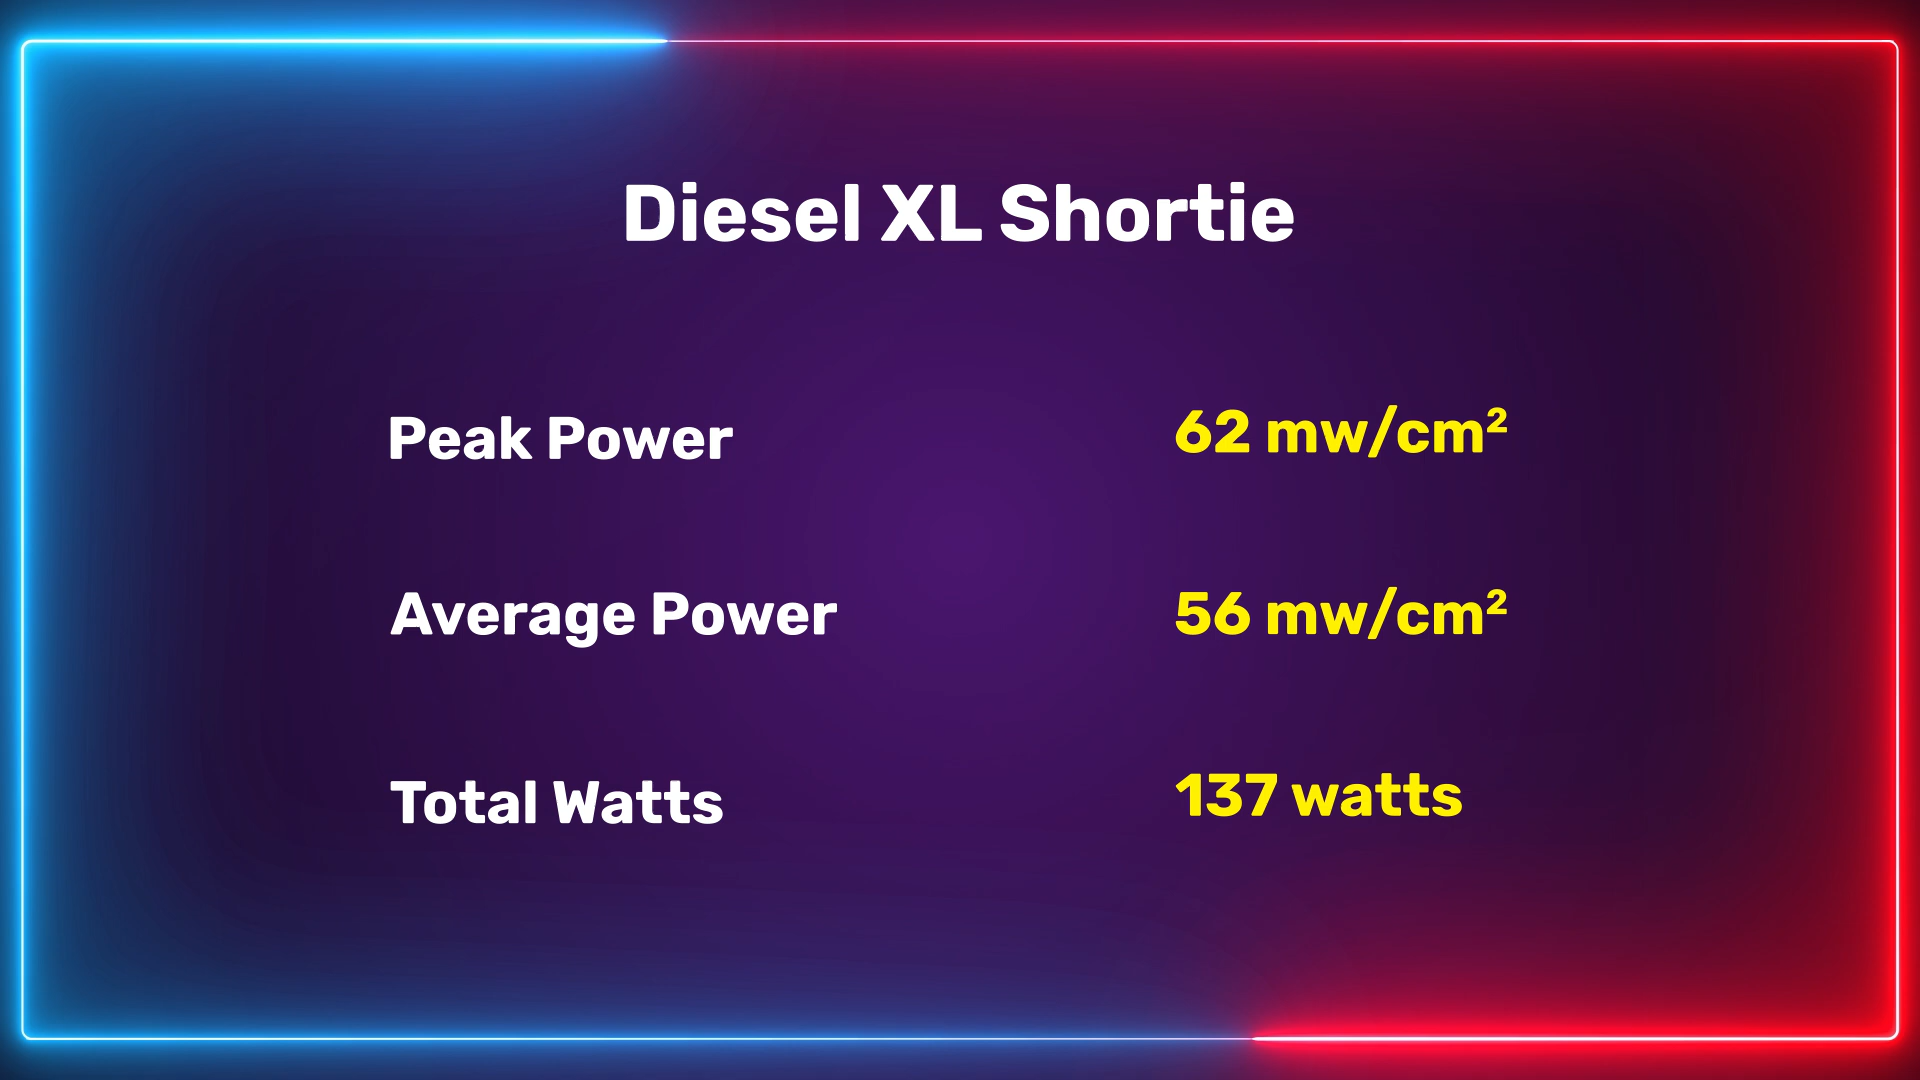 Diesel XL Shortie
Peak Power 62 mw/cm²
Average Power 56 mw/cm²
Total Watts 137 watts